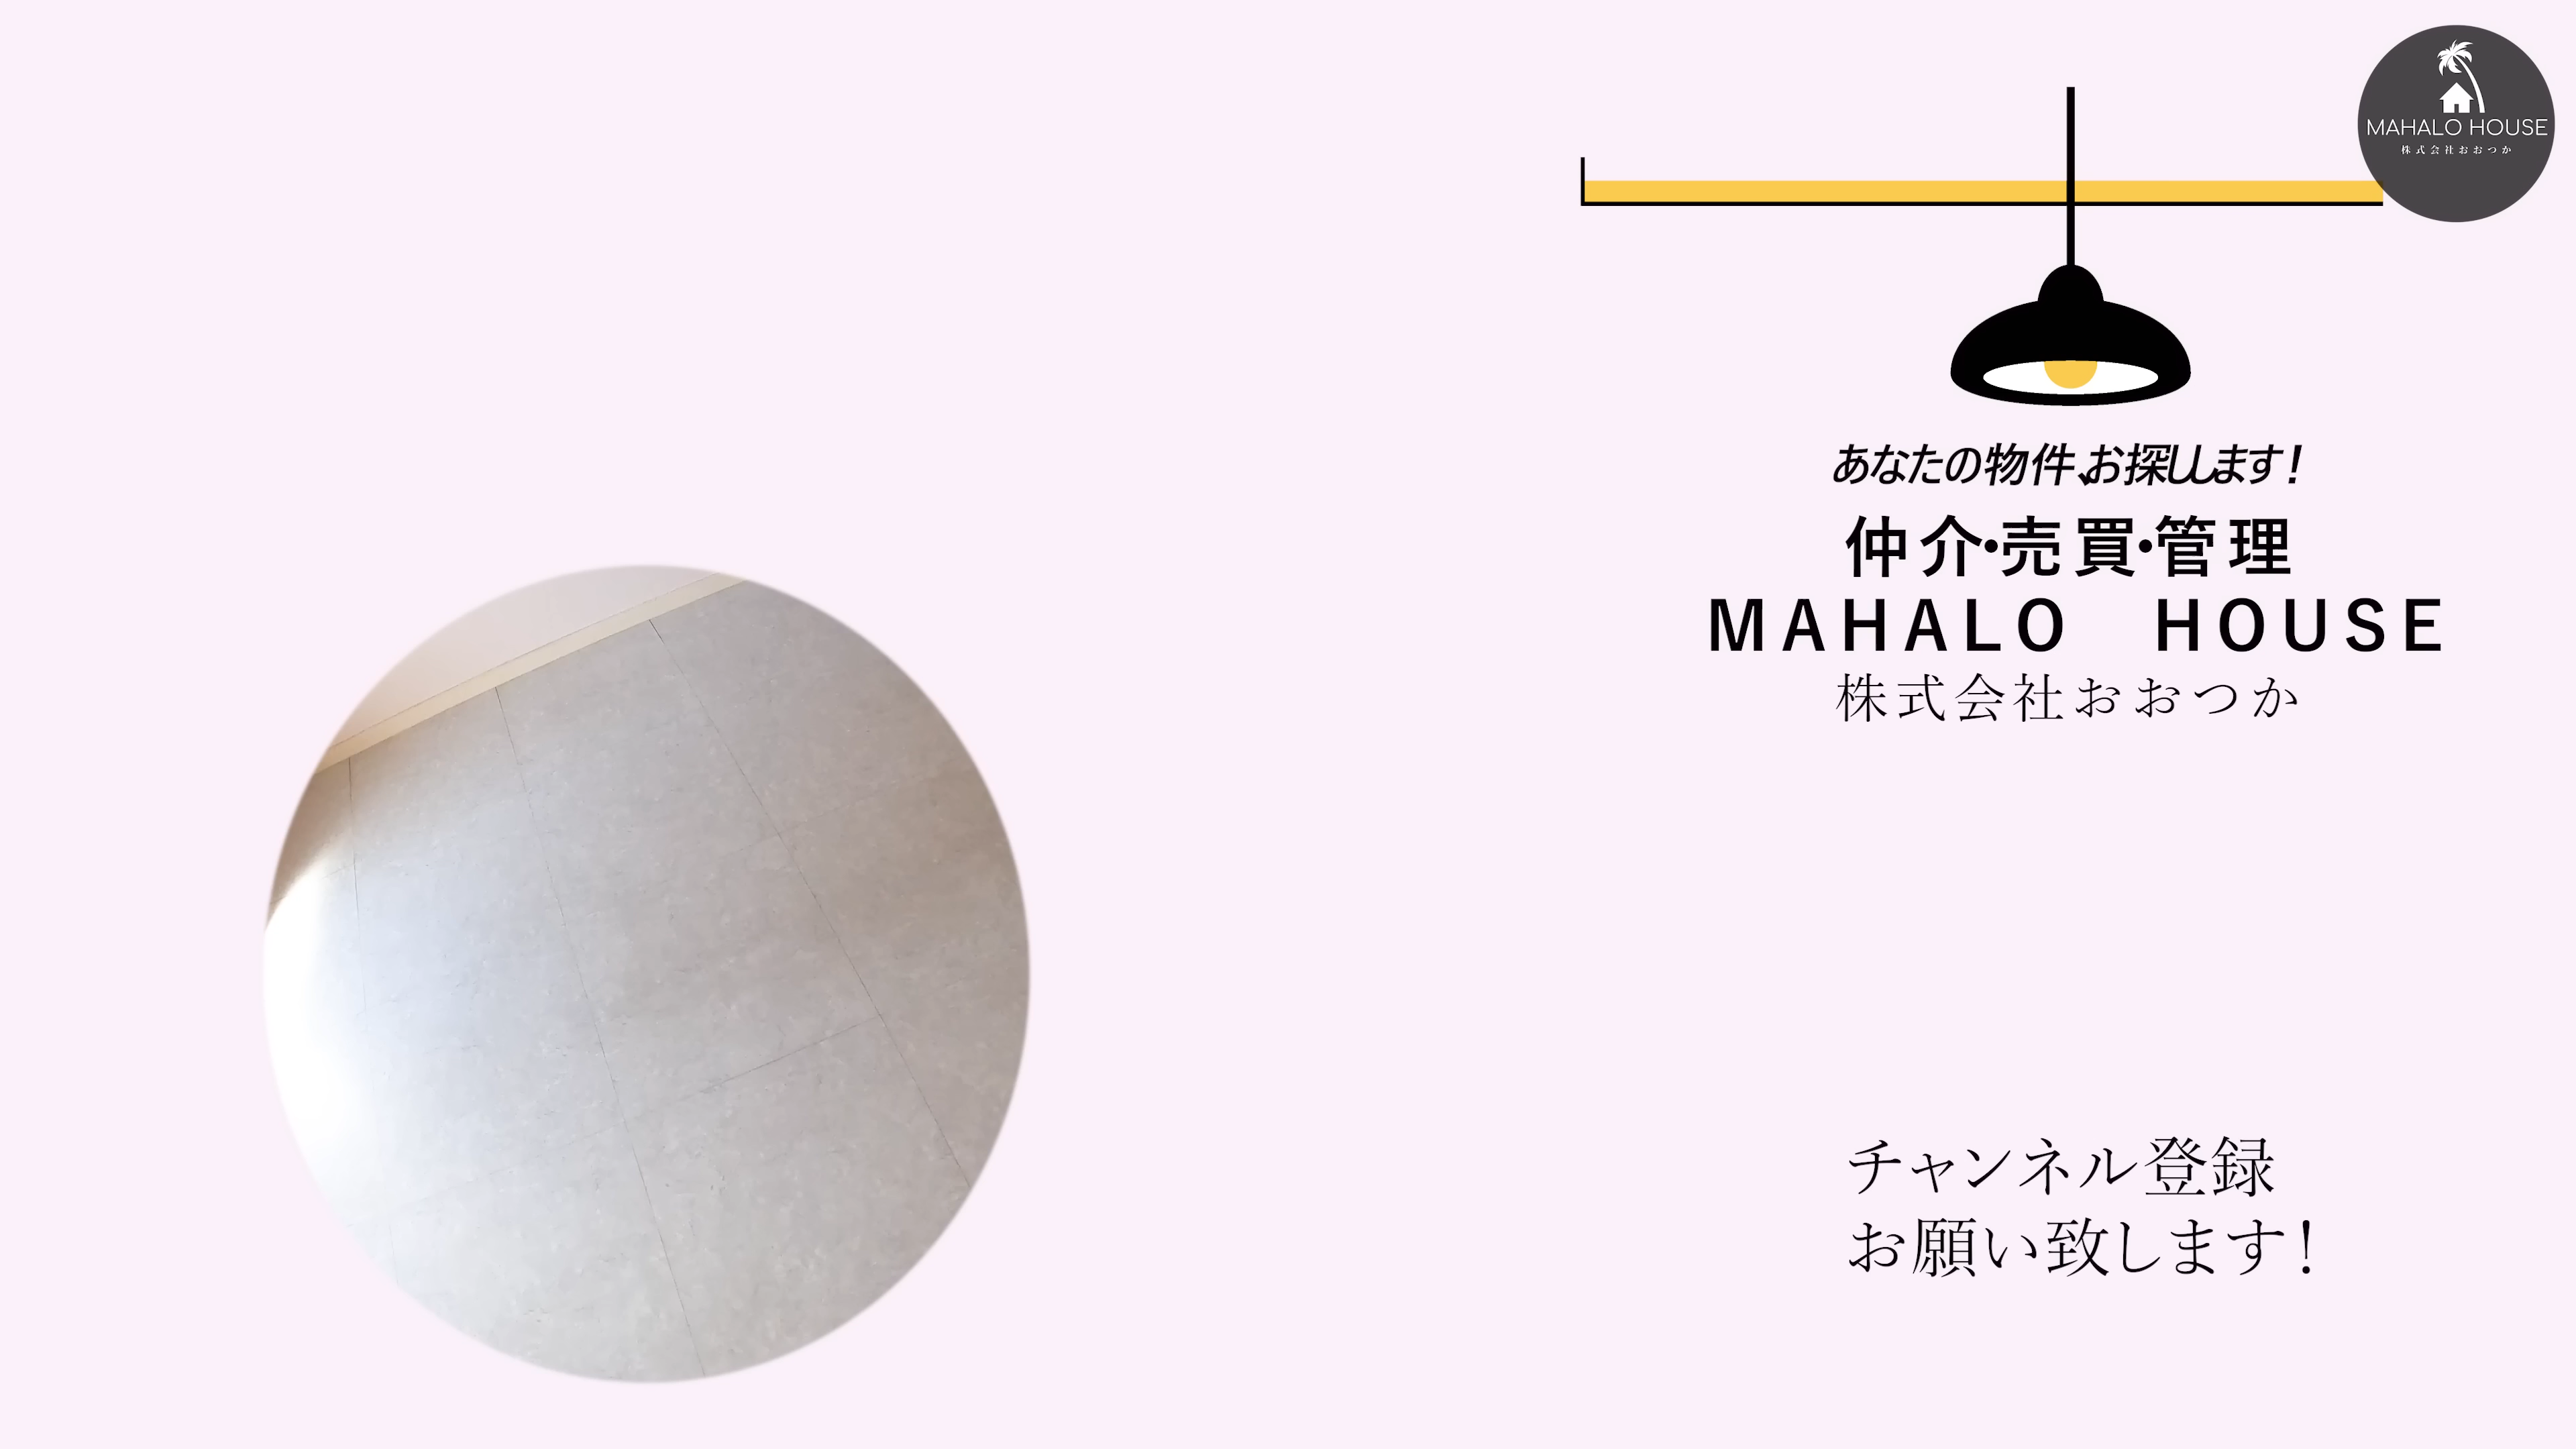 MAHALO HOUSE
株式会社おおつか
あなたの物件、お探しします！
仲介・売買・管理
MAHALO HOUSE
株式会社おおつか
チャンネル登録
お願い致します！